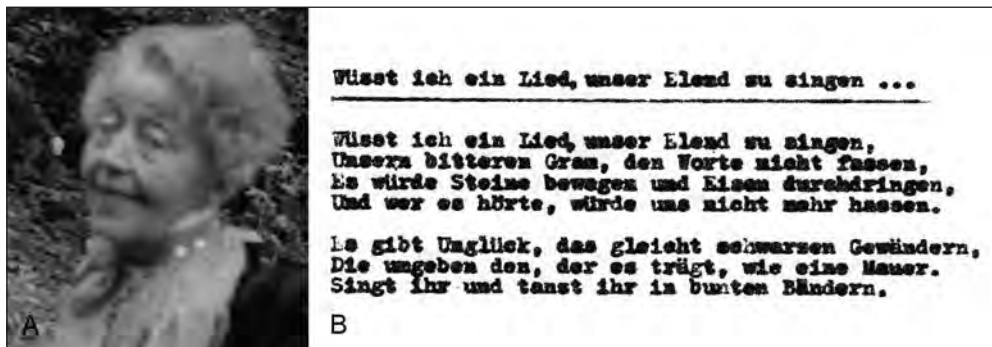 Wüsst ich ein Lied, unser Elend zu singen ...
Wüsst ich ein Lied, unser Elend zu singen,
Unsern bitteren Gram, den Worte nicht fassen,
Es würde Steine bewegen und Eisen durchdringen,
Und wer es hörte, würde uns nicht mehr hassen.
Es gibt Unglück, das gleicht schwarzen Gewändern,
Die umgeben den, der es trägt, wie eine Mauer.
Singt ihr und tanzt ihr in bunten Bändern.
A
B